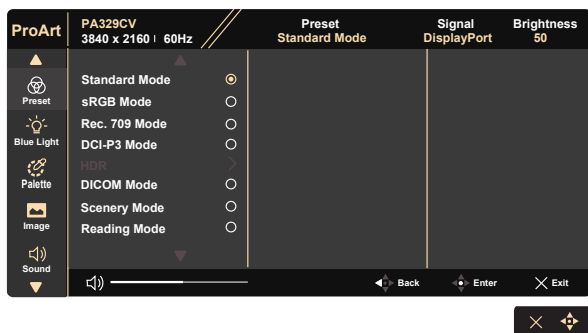 ProArt
PA329CV
3840 x 2160 | 60Hz
Preset
Standard Mode
Signal
DisplayPort
Brightness
50
Preset
Blue Light
Palette
Image
Sound
Standard Mode
sRGB Mode
Rec. 709 Mode
DCI-P3 Mode
HDR
DICOM Mode
Scenery Mode
Reading Mode
Back
Enter
Exit